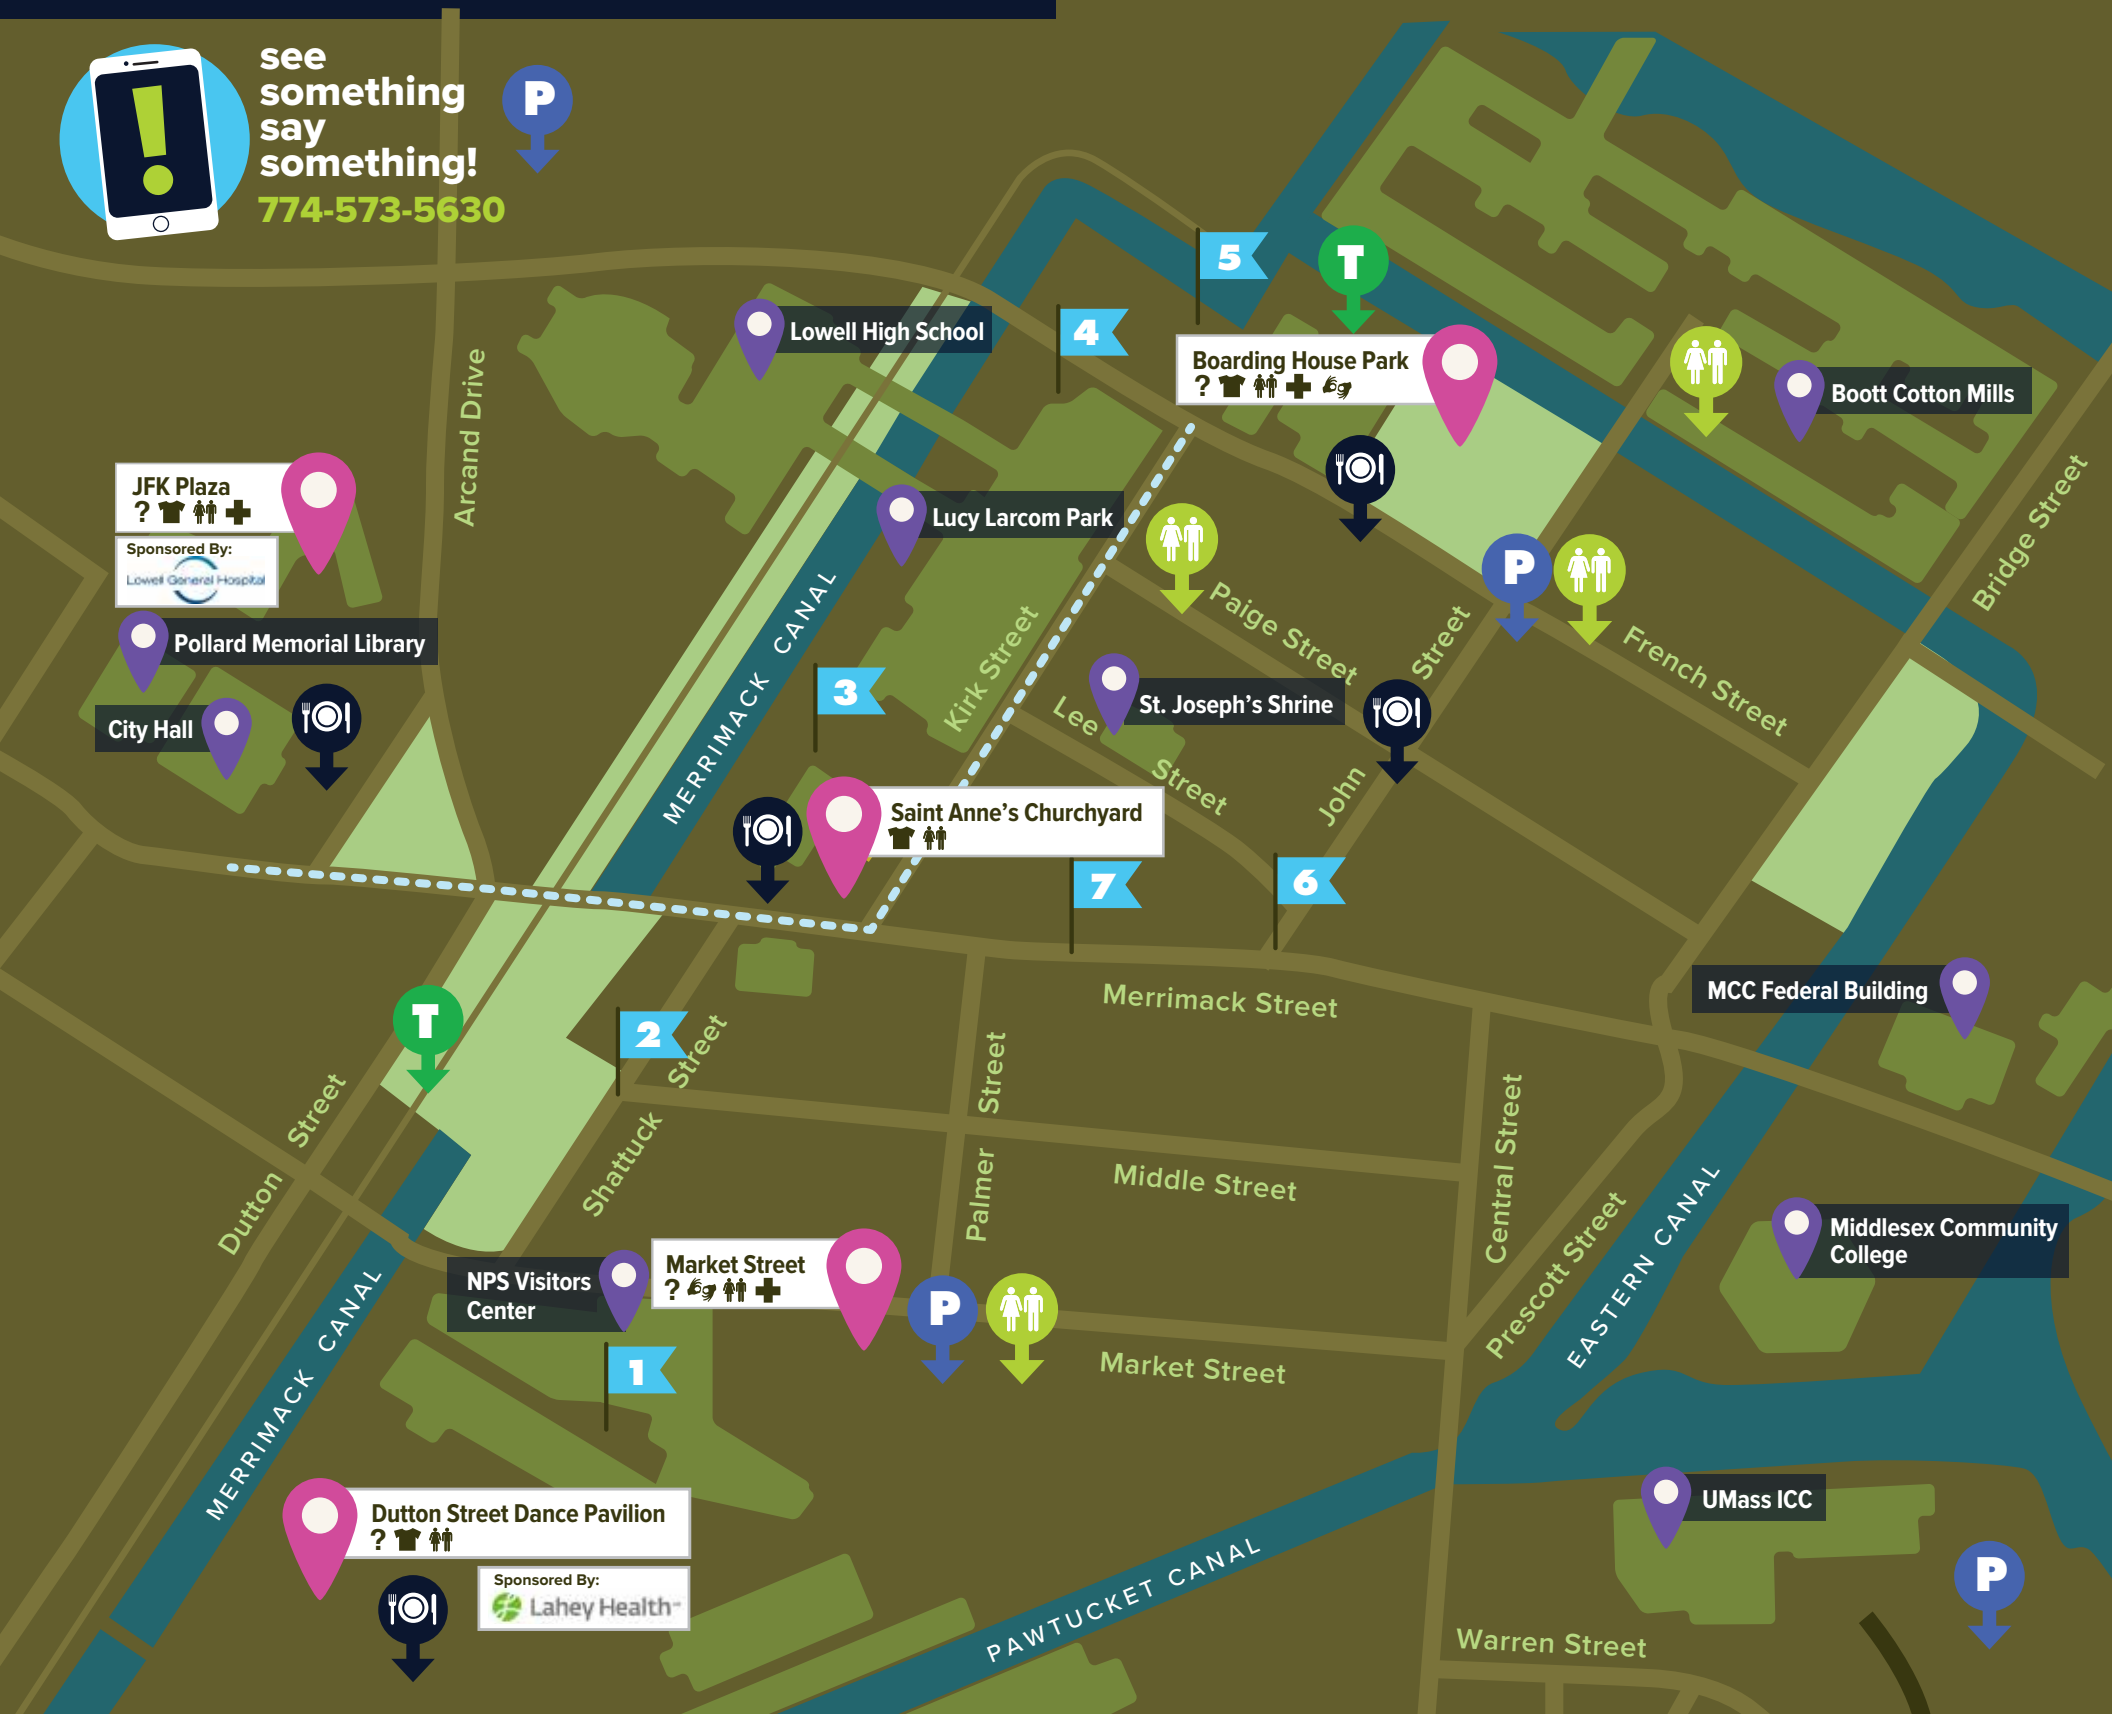 see
something
say
something!
774-573-5630
P
5
T
4
Lowell High School
Boarding House Park
?
Boott Cotton Mills
Arcand Drive
JFK Plaza
?
Sponsored By:
Lowell General Hospital
Lucy Larcom Park
P
Bridge Street
Paige Street
French Street
Kirk Street
MERRIMACK CANAL
Pollard Memorial Library
City Hall
3
Lee Street
St. Joseph's Shrine
John Street
Saint Anne's Churchyard
7
6
Merrimack Street
MCC Federal Building
T
2
Shattuck Street
Palmer Street
Central Street
Dutton Street
Middle Street
Prescott Street
EASTERN CANAL
Middlesex Community
College
NPS Visitors
Center
Market Street
?
P
Market Street
1
MERRIMACK CANAL
Dutton Street Dance Pavilion
?
Sponsored By:
Lahey Health
PAWTUCKET CANAL
UMass ICC
P
Warren Street